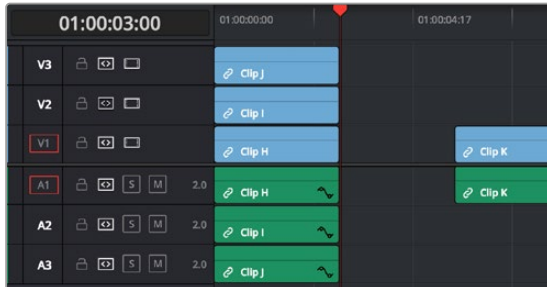 01:00:03:00 01:00:00:00 01:00:04:17
V3 Clip J
V2 Clip I
V1 Clip H Clip K
A1 S M 2.0 Clip H Clip K
A2 S M 2.0 Clip I
A3 S M 2.0 Clip J